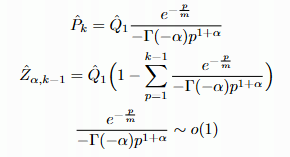 $$\hat{P}_k = \hat{Q}_1 \frac{e^{-\frac{p}{m}}}{-\Gamma(-\alpha)p^{1+\alpha}}$$
$$\hat{Z}_{\alpha,k-1} = \hat{Q}_1 \Big( 1 - \sum_{p=1}^{k-1} \frac{e^{-\frac{p}{m}}}{-\Gamma(-\alpha)p^{1+\alpha}} \Big)$$
$$\frac{e^{-\frac{p}{m}}}{-\Gamma(-\alpha)p^{1+\alpha}} \sim o(1)$$